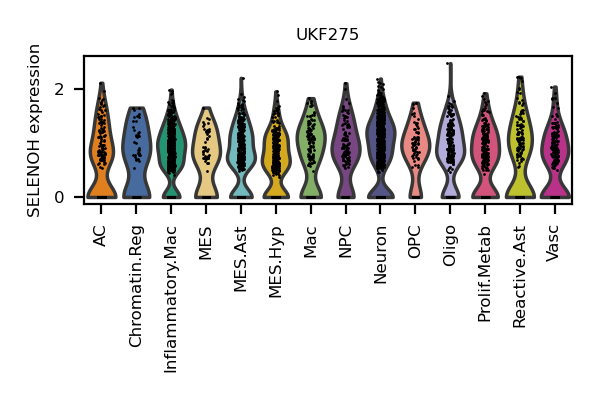 UKF275
SELENOH expression
2
0
AC
Chromatin.Reg
Inflammatory.Mac
MES
MES.Ast
MES.Hyp
Mac
NPC
Neuron
OPC
Oligo
Prolif.Metab
Reactive.Ast
Vasc